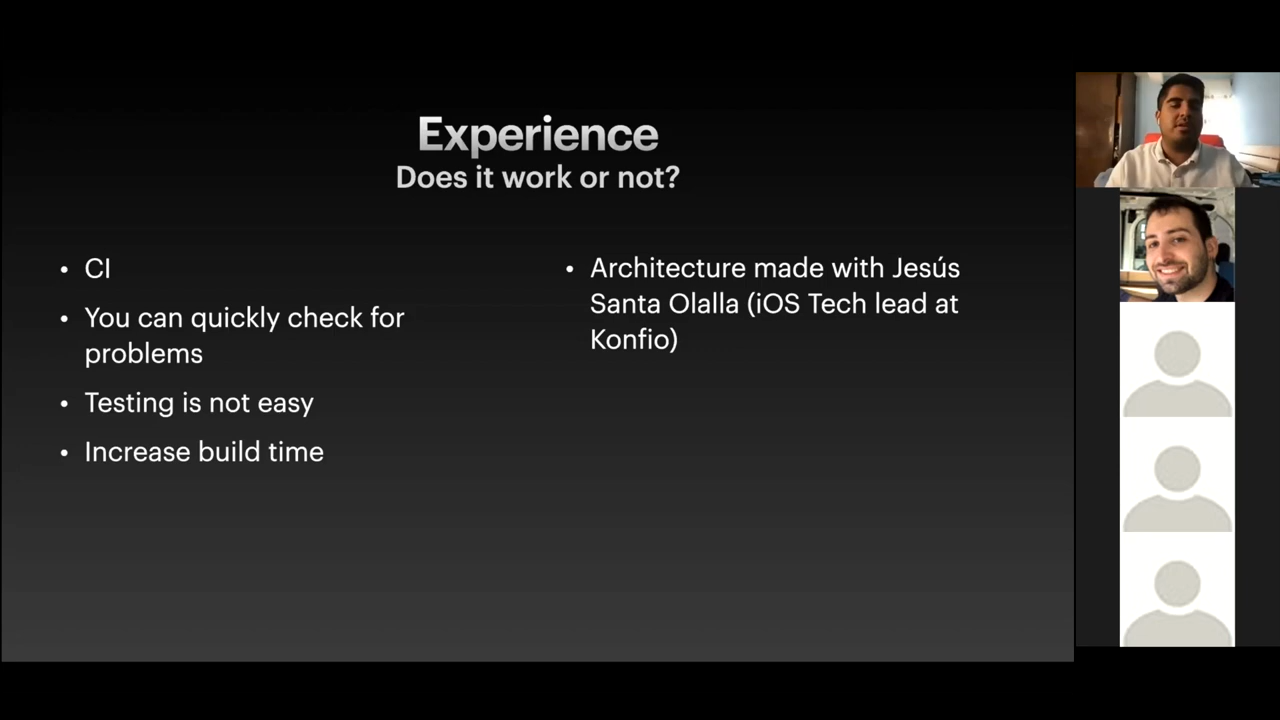 Experience
Does it work or not?
• CI
• You can quickly check for
problems
• Testing is not easy
• Increase build time
• Architecture made with Jesús
Santa Olalla (iOS Tech lead at
Konfio)